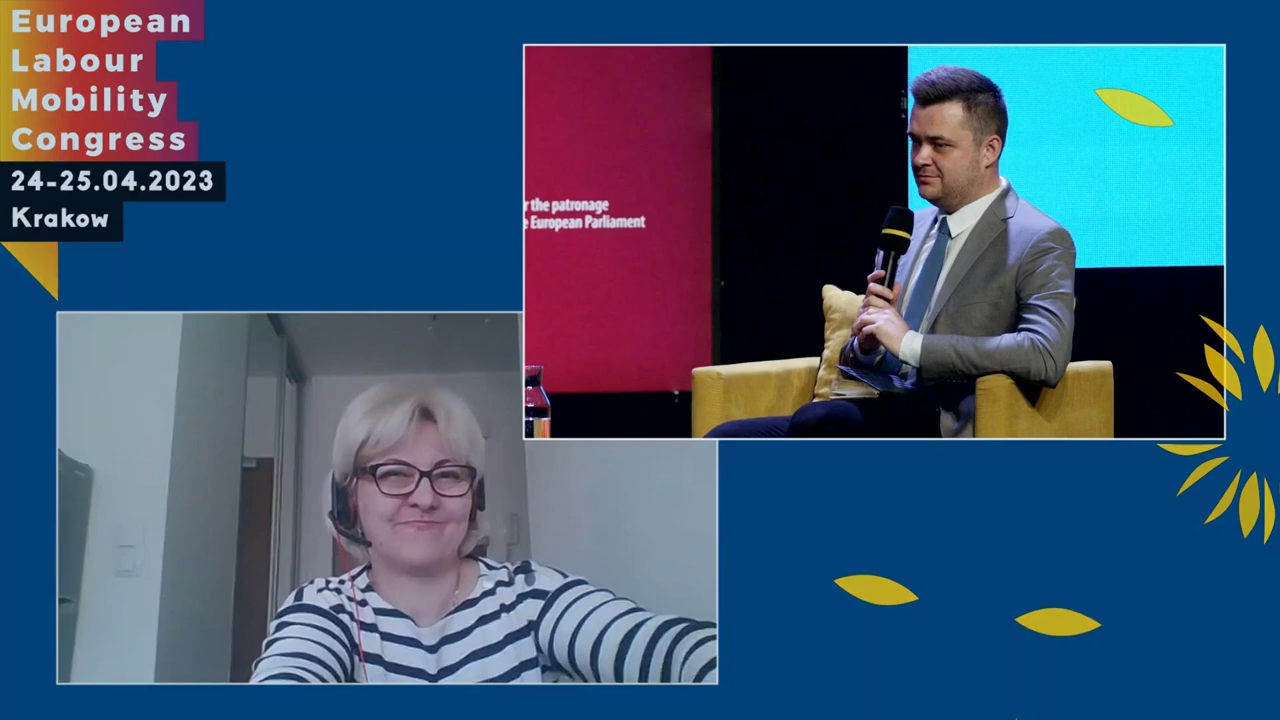 European
Labour
Mobility
Congress
24-25.04.2023
Krakow
r the patronage
e European Parliament